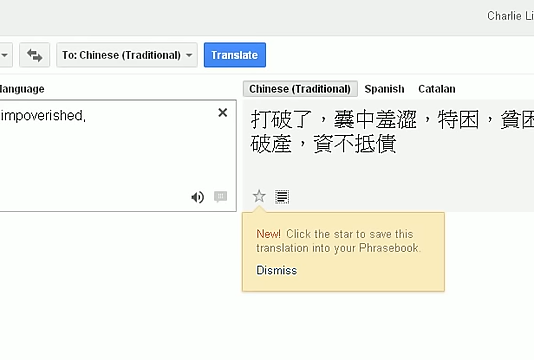 Charlie Li
To: Chinese (Traditional)
Translate
language
Chinese (Traditional) Spanish Catalan
impoverished,
打破了，囊中羞澀，特困，貧困
破產，資不抵債
New! Click the star to save this
translation into your Phrasebook.
Dismiss